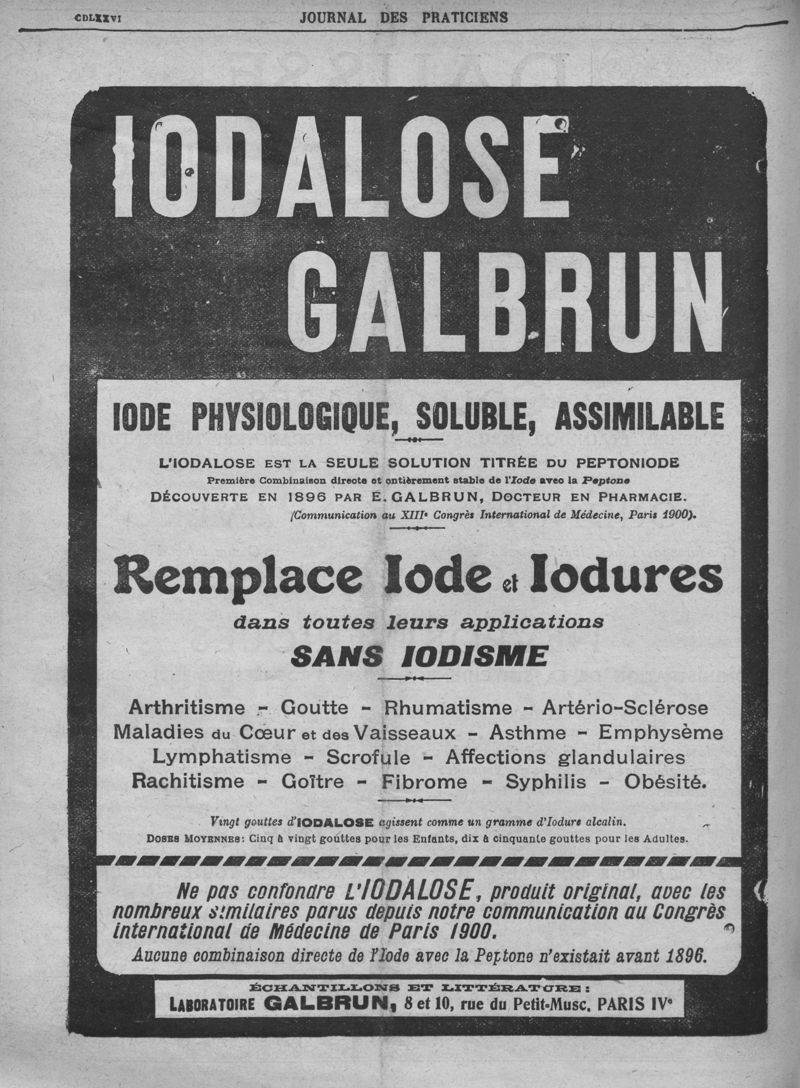 CDLXXVI
JOURNAL DES PRATICIENS
IODALOSE
GALBRUN
IODE PHYSIOLOGIQUE, SOLUBLE, ASSIMILABLE
L'IODALOSE EST LA SEULE SOLUTION TITRÉE DU PEPTONIODE
Première Combinaison directe et entièrement stable de l'Iode avec la Peptone
DÉCOUVERTE EN 1896 PAR E. GALBRUN, DOCTEUR EN PHARMACIE.
(Communication au XIIIe Congrès International de Médecine, Paris 1900).
Remplace Iode et Iodures
dans toutes leurs applications
SANS IODISME
Arthritisme - Goutte - Rhumatisme - Artério-Sclérose
Maladies du Cœur et des Vaisseaux - Asthme - Emphysème
Lymphatisme - Scrofule - Affections glandulaires
Rachitisme - Goître - Fibrome - Syphilis - Obésité.
Vingt gouttes d'IODALOSE agissent comme un gramme d'Iodure alcalin.
DOSES MOYENNES: Cinq à vingt gouttes pour les Enfants, dix à cinquante gouttes pour les Adultes.
Ne pas confondre L'IODALOSE, produit original, avec les
nombreux similaires parus depuis notre communication au Congrès
international de Médecine de Paris 1900.
Aucune combinaison directe de l'Iode avec la Peptone n'existait avant 1896.
ÉCHANTILLONS ET LITTÉRATURE:
LABORATOIRE GALBRUN, 8 et 10, rue du Petit-Musc, PARIS IVe